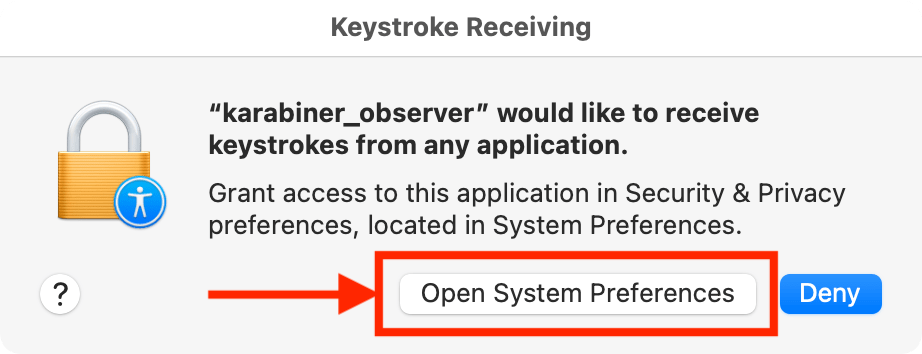 Keystroke Receiving
“karabiner_observer” would like to receive
keystrokes from any application.
Grant access to this application in Security & Privacy
preferences, located in System Preferences.
?
Open System Preferences
Deny